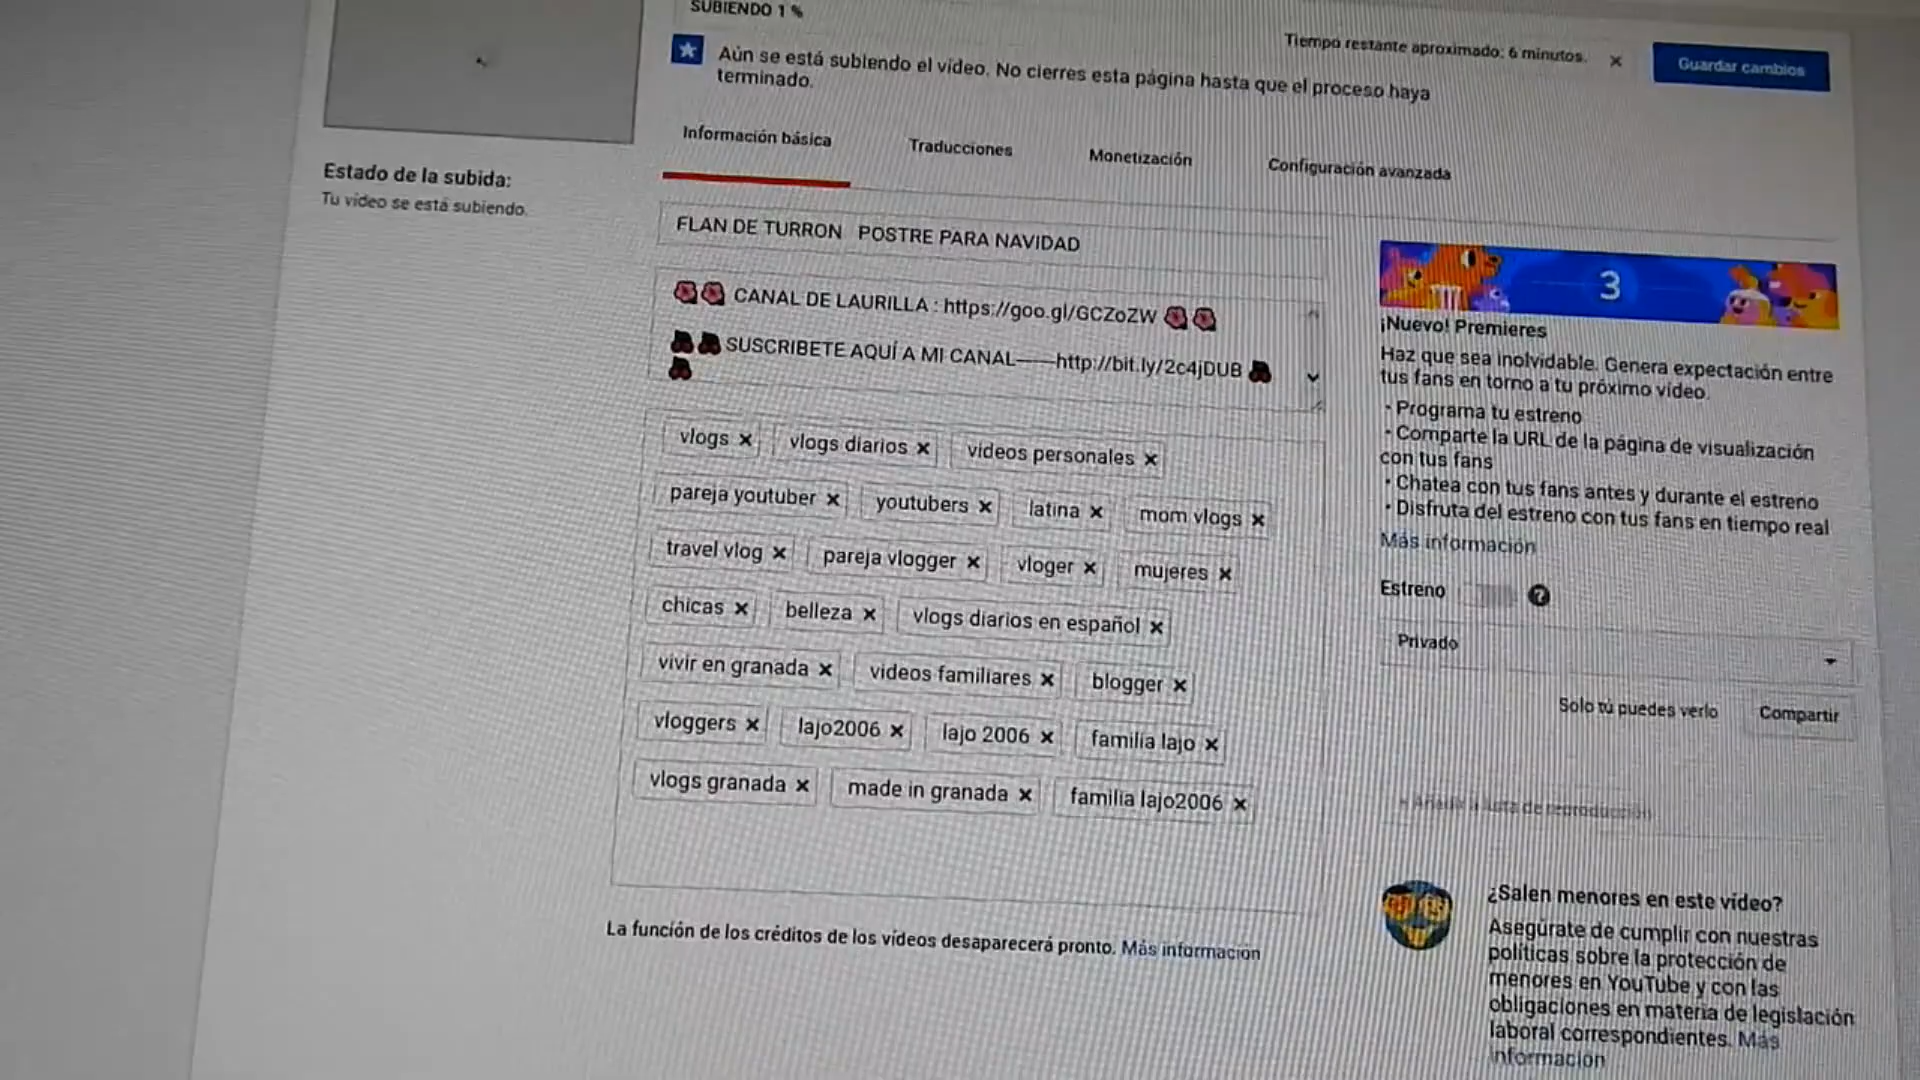 SUBIENDO 1 %
Aún se está subiendo el vídeo. No cierres esta página hasta que el proceso haya
terminado.
Tiempo restante aproximado: 6 minutos. ×
Guardar cambios
Estado de la subida:
Tu vídeo se está subiendo.
Información básica Traducciones Monetización Configuración avanzada
FLAN DE TURRON POSTRE PARA NAVIDAD
🌺🌺 CANAL DE LAURILLA : https://goo.gl/GCZoZW 🌺🌺
SUSCRIBETE AQUÍ A MI CANAL——http://bit.ly/2c4jDUB
vlogs × vlogs diarios × videos personales ×
pareja youtuber × youtubers × latina × mom vlogs ×
travel vlog × pareja vlogger × vloger × mujeres ×
chicas × belleza × vlogs diarios en español ×
vivir en granada × videos familiares × blogger ×
vloggers × lajo2006 × lajo 2006 × familia lajo ×
vlogs granada × made in granada × familia lajo2006 ×
La función de los créditos de los vídeos desaparecerá pronto. Más información
3
¡Nuevo! Premieres
Haz que sea inolvidable. Genera expectación entre
tus fans en torno a tu próximo vídeo.
· Programa tu estreno
· Comparte la URL de la página de visualización
con tus fans
· Chatea con tus fans antes y durante el estreno
· Disfruta del estreno con tus fans en tiempo real
Más información
Estreno ?
Privado
Solo tú puedes verlo Compartir
+ Añadir a lista de reproducción
¿Salen menores en este vídeo?
Asegúrate de cumplir con nuestras
políticas sobre la protección de
menores en YouTube y con las
obligaciones en materia de legislación
laboral correspondientes. Más
información